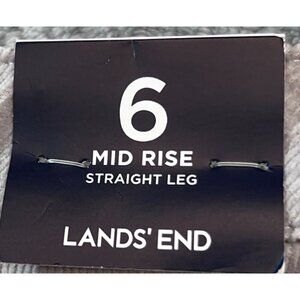 6
MID RISE
STRAIGHT LEG
LANDS' END